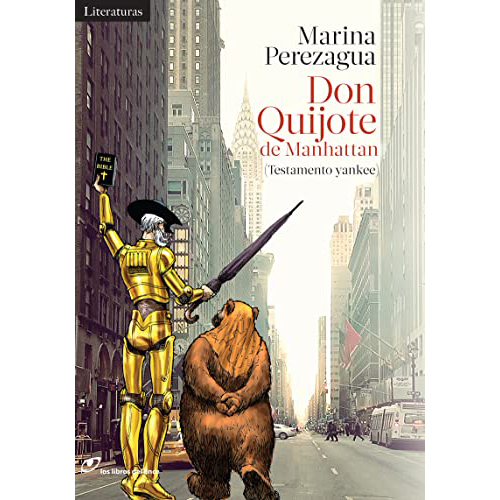 Literaturas
Marina
Perezagua
Don
Quijote
de Manhattan
(Testamento yankee)
THE
BIBLE
los libros del lince